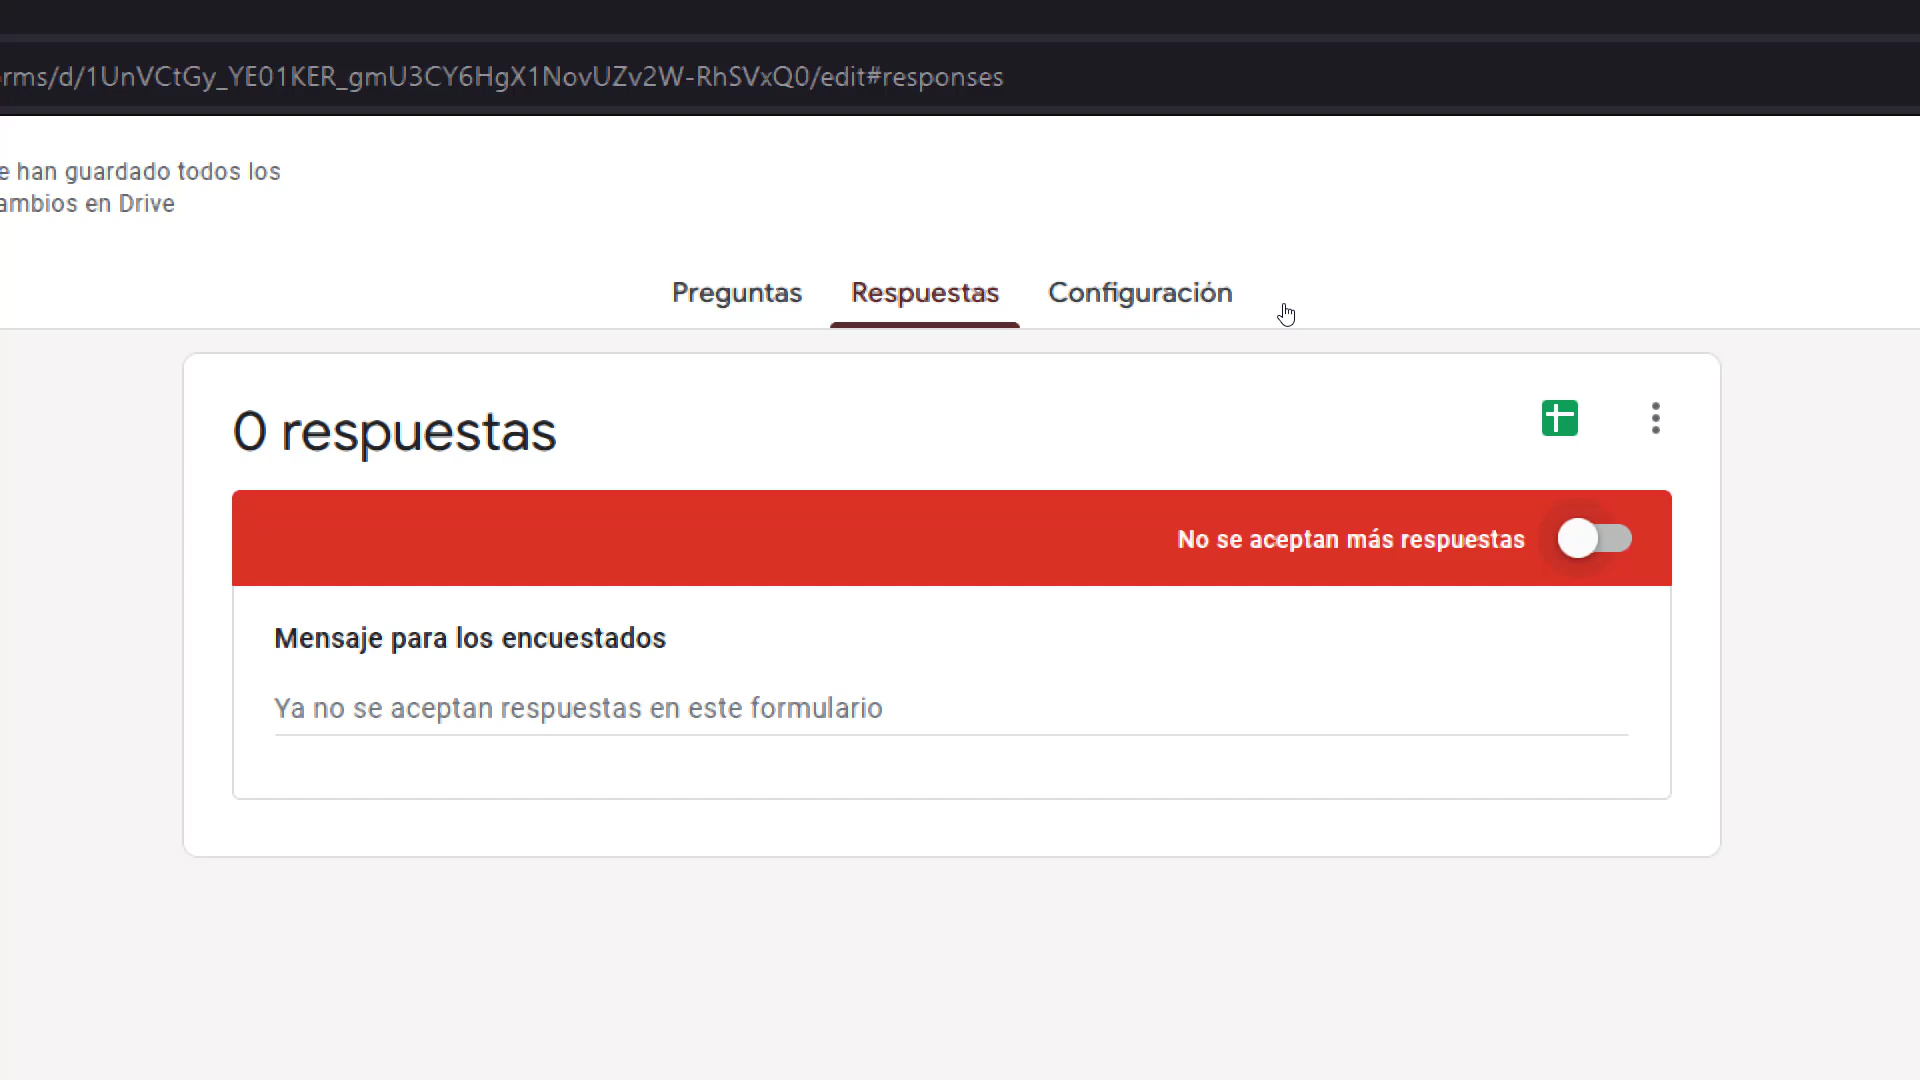 rms/d/1UnVCtGy_YE01KER_gmU3CY6HgX1NovUZv2W-RhSVxQ0/edit#responses
e han guardado todos los
ambios en Drive
Preguntas Respuestas Configuración
0 respuestas
No se aceptan más respuestas
Mensaje para los encuestados
Ya no se aceptan respuestas en este formulario